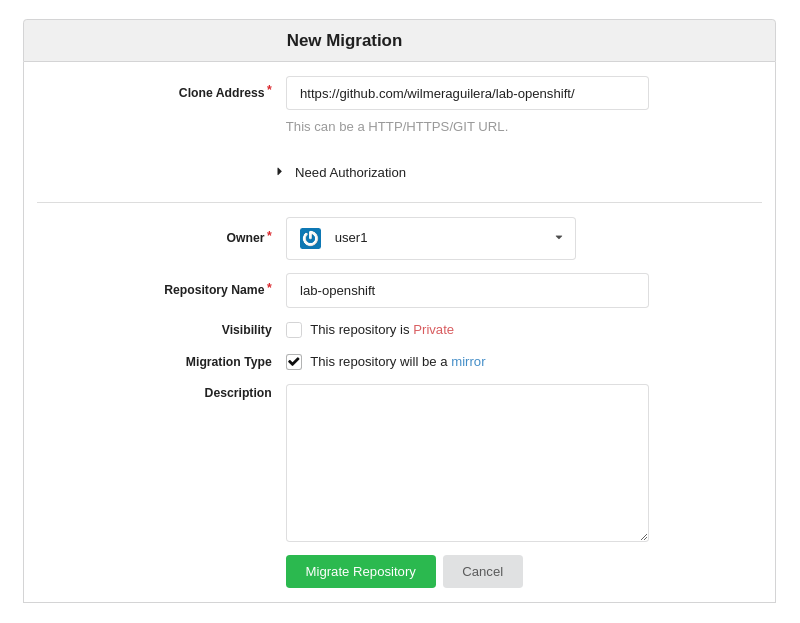 New Migration
Clone Address *
https://github.com/wilmeraguilera/lab-openshift/
This can be a HTTP/HTTPS/GIT URL.
Need Authorization
Owner *
user1
Repository Name *
lab-openshift
Visibility
This repository is Private
Migration Type
This repository will be a mirror
Description
Migrate Repository
Cancel